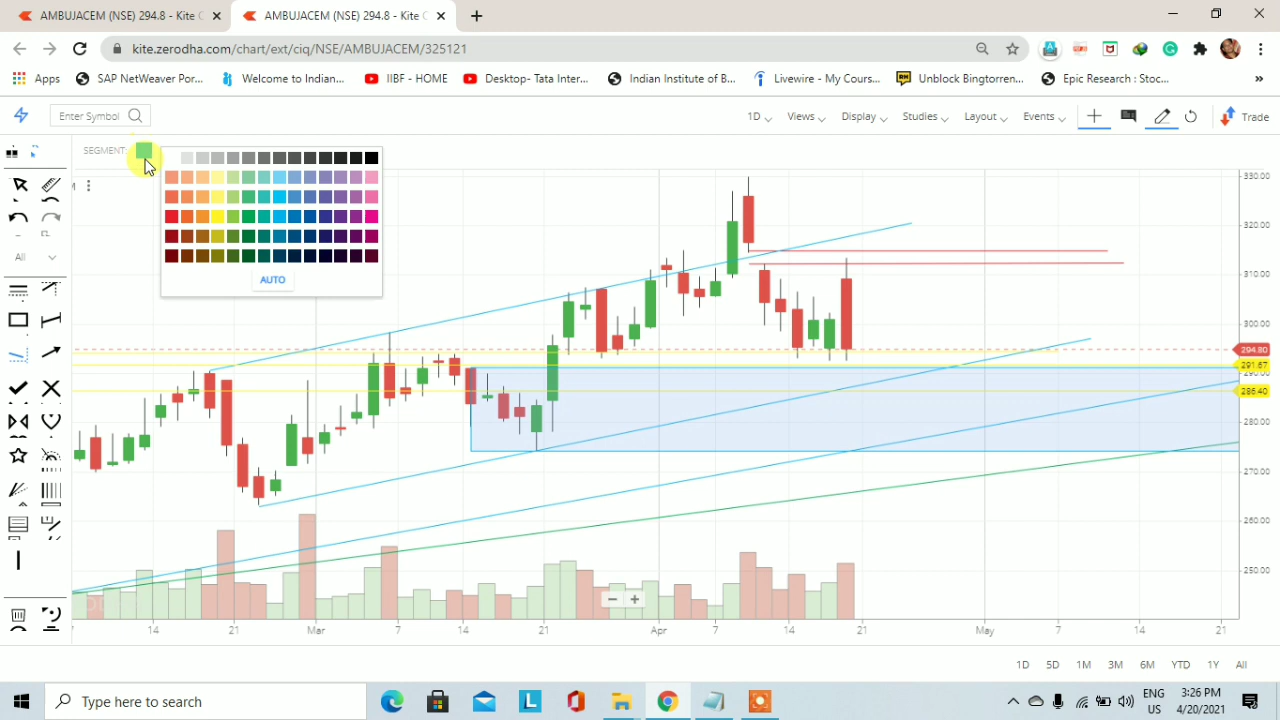 AMBUJACEM (NSE) 294.8 - Kite C
AMBUJACEM (NSE) 294.8 - Kite C
kite.zerodha.com/chart/ext/ciq/NSE/AMBUJACEM/325121
Apps
SAP NetWeaver Por...
Welcome to Indian...
IIBF - HOME
Desktop- Tata Inter...
Indian Institute of B...
Livewire - My Cours...
Unblock Bingtorren...
Epic Research : Stoc...
»
Enter Symbol
1D
Views
Display
Studies
Layout
Events
Trade
SEGMENT:
M
All
AUTO
330.00
320.00
310.00
300.00
294.80
291.67
290.00
286.40
280.00
270.00
260.00
250.00
14
21
Mar
7
14
21
Apr
7
14
21
May
7
14
21
1D
5D
1M
3M
6M
YTD
1Y
All
Type here to search
ENG
US
3:26 PM
4/20/2021